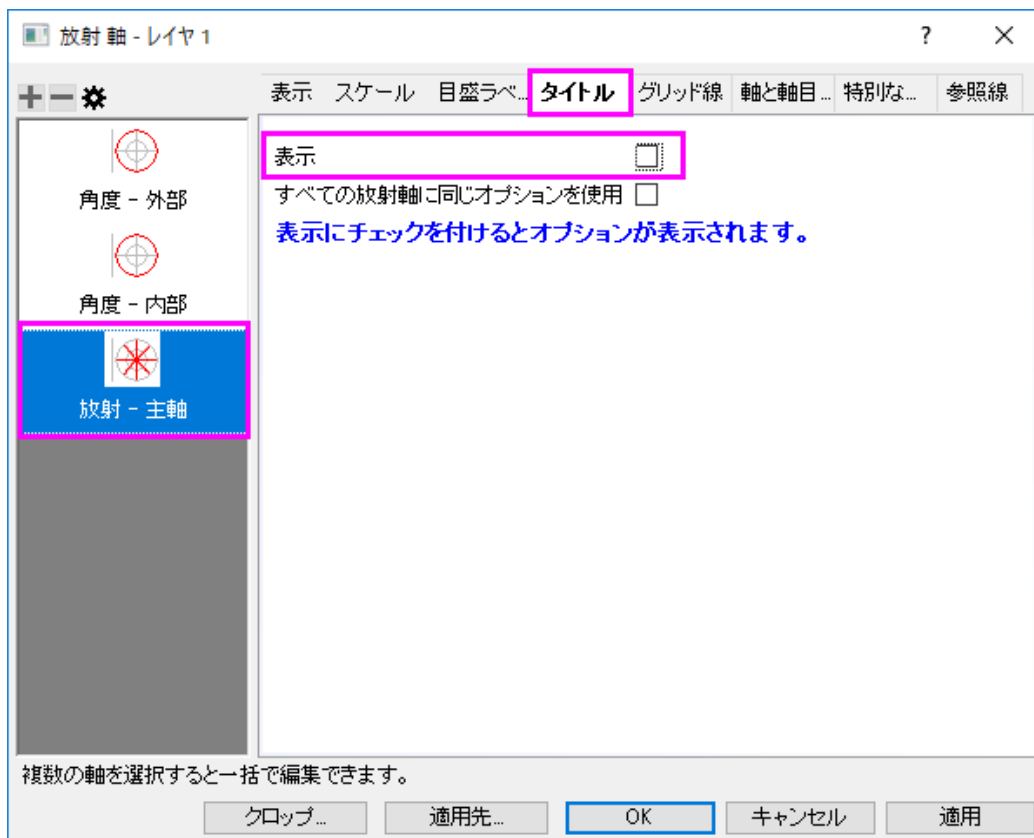 放射 軸 - レイヤ 1
?
表示 スケール 目盛ラベ... タイトル グリッド線 軸と軸目... 特別な... 参照線
表示
すべての放射軸に同じオプションを使用
表示にチェックを付けるとオプションが表示されます。
角度 - 外部
角度 - 内部
放射 - 主軸
複数の軸を選択すると一括で編集できます。
クロップ... 適用先... OK キャンセル 適用